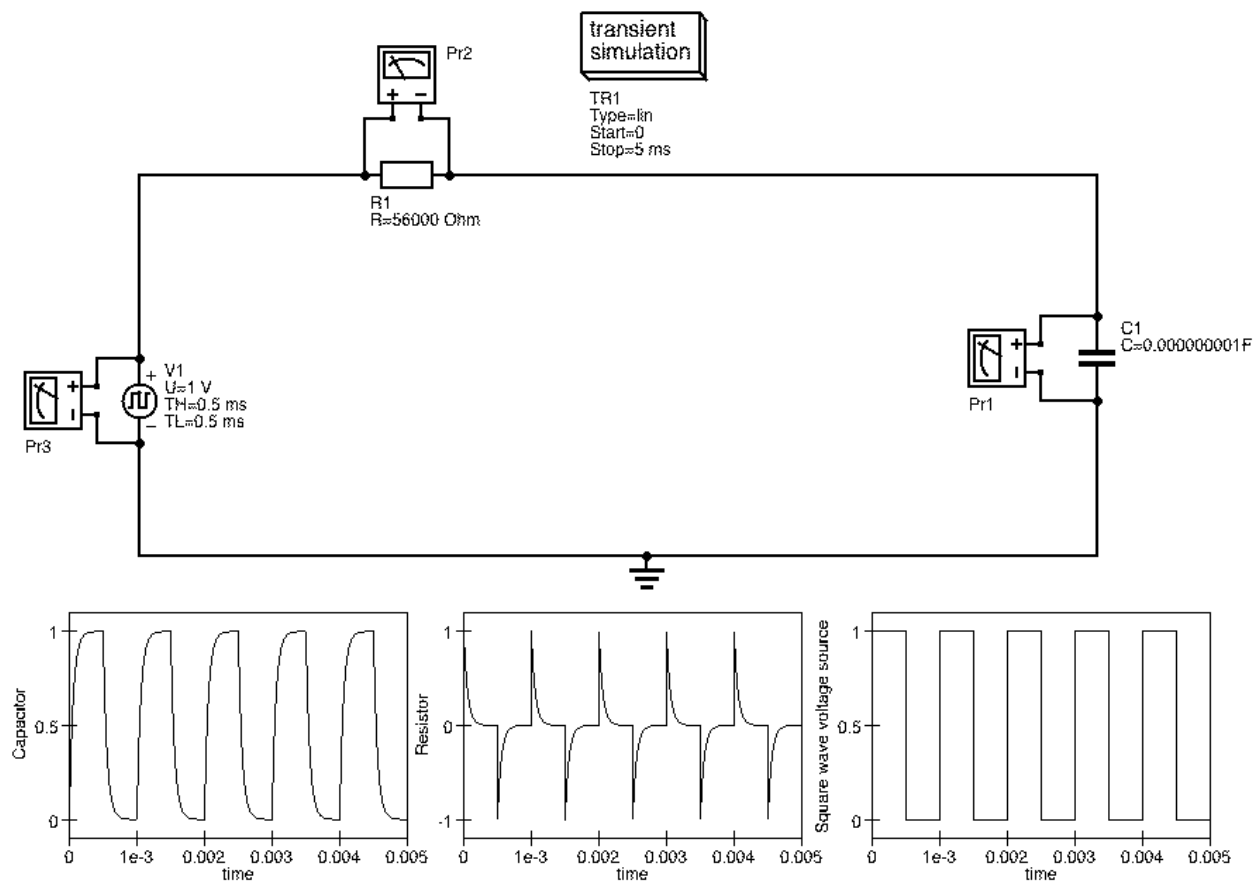 transient
simulation
Pr2
+ −
TR1
Type=lin
Start=0
Stop=5 ms
R1
R=56000 Ohm
C1
C=0.000000001F
+
-
Pr1
V1
U=1 V
TH=0.5 ms
TL=0.5 ms
+
−
+
-
Pr3
Capacitor
1
0.5
0
0 1e-3 0.002 0.003 0.004 0.005
time
Resistor
1
0
-1
0 1e-3 0.002 0.003 0.004 0.005
time
Square wave voltage source
1
0.5
0
0 1e-3 0.002 0.003 0.004 0.005
time